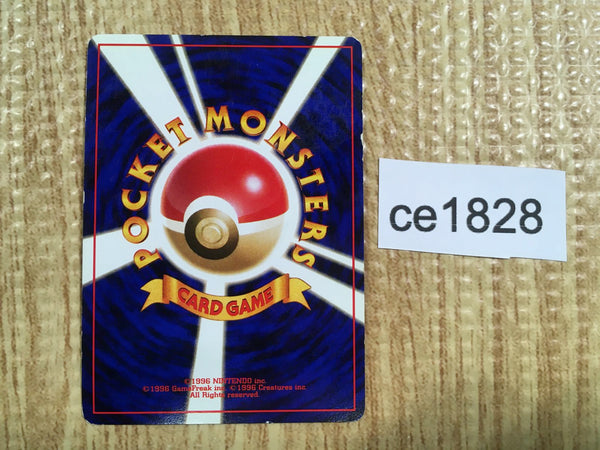 POCKET MONSTERS
CARD GAME
©1996 NINTENDO inc.
©1996 GameFreak inc. ©1996 Creatures inc.
All Rights reserved.
ce1828